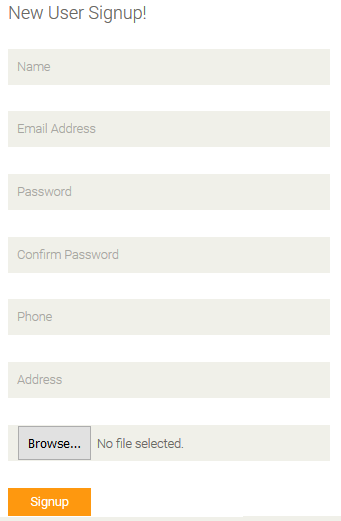 New User Signup!
Name
Email Address
Password
Confirm Password
Phone
Address
Browse... No file selected.
Signup